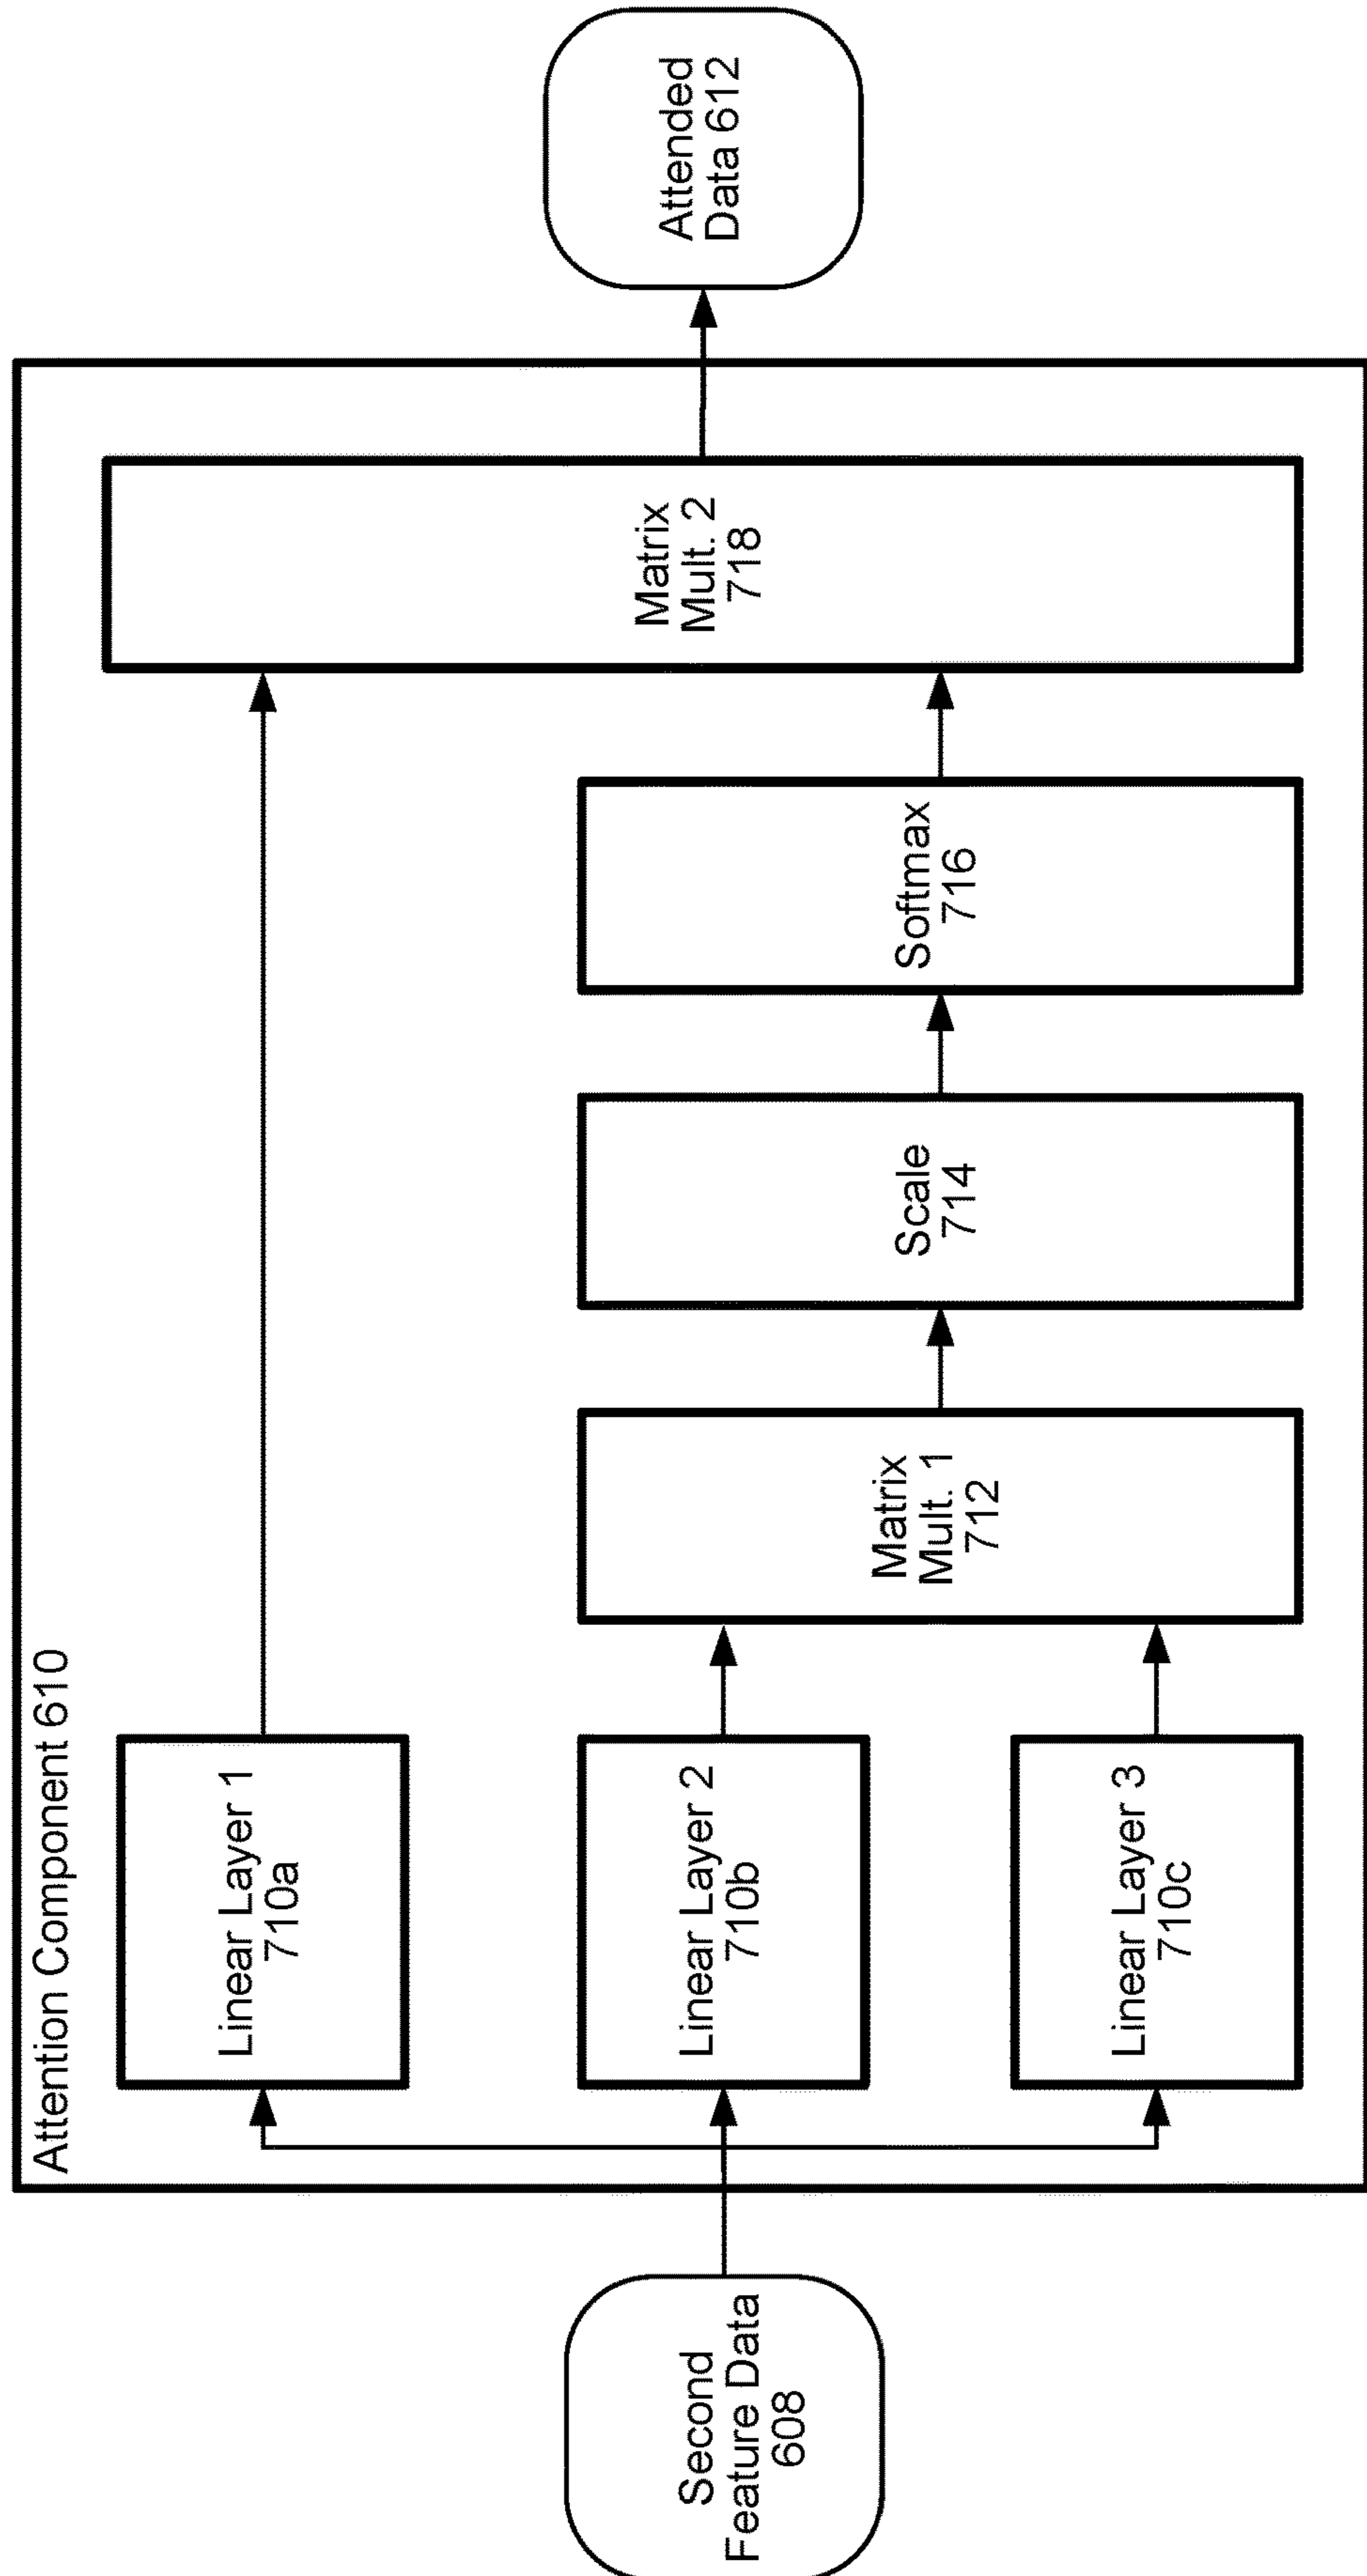 Attention Component 610
Second
Feature Data
608
Linear Layer 1
710a
Linear Layer 2
710b
Linear Layer 3
710c
Matrix
Mult. 1
712
Scale
714
Softmax
716
Matrix
Mult. 2
718
Attended
Data 612